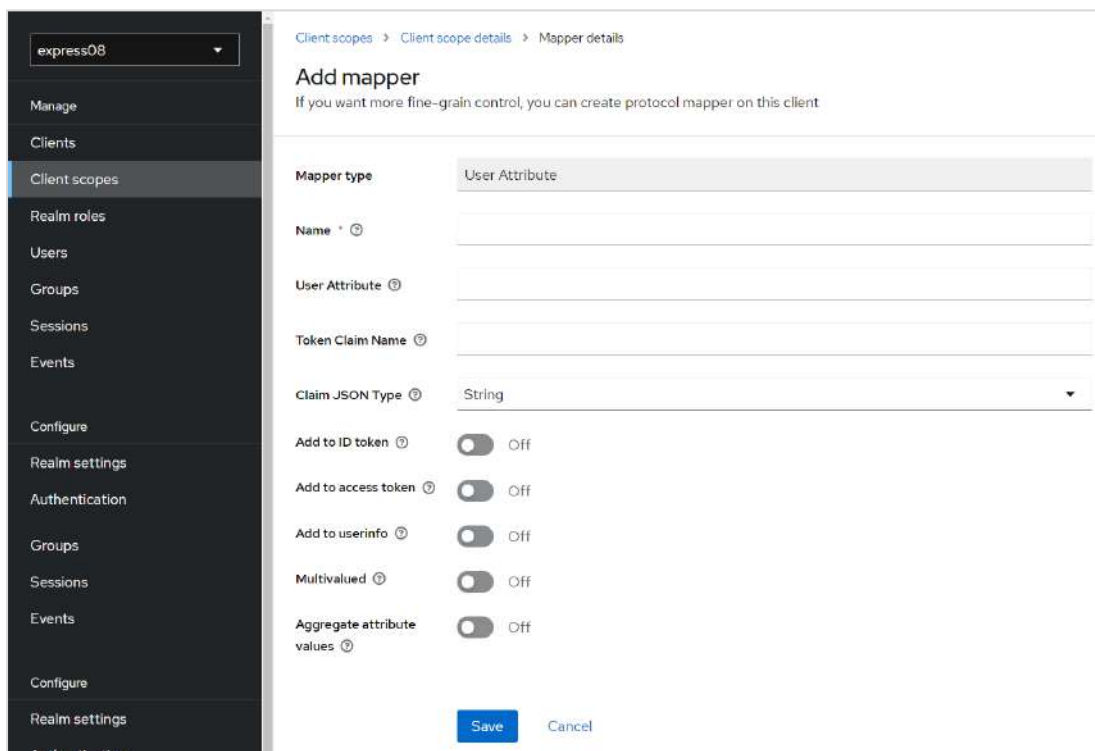 express08
Manage
Clients
Client scopes
Realm roles
Users
Groups
Sessions
Events
Configure
Realm settings
Authentication
Groups
Sessions
Events
Configure
Realm settings
Client scopes > Client scope details > Mapper details
Add mapper
If you want more fine-grain control, you can create protocol mapper on this client
Mapper type User Attribute
Name *
User Attribute
Token Claim Name
Claim JSON Type String
Add to ID token Off
Add to access token Off
Add to userinfo Off
Multivalued Off
Aggregate attribute
values Off
Save Cancel